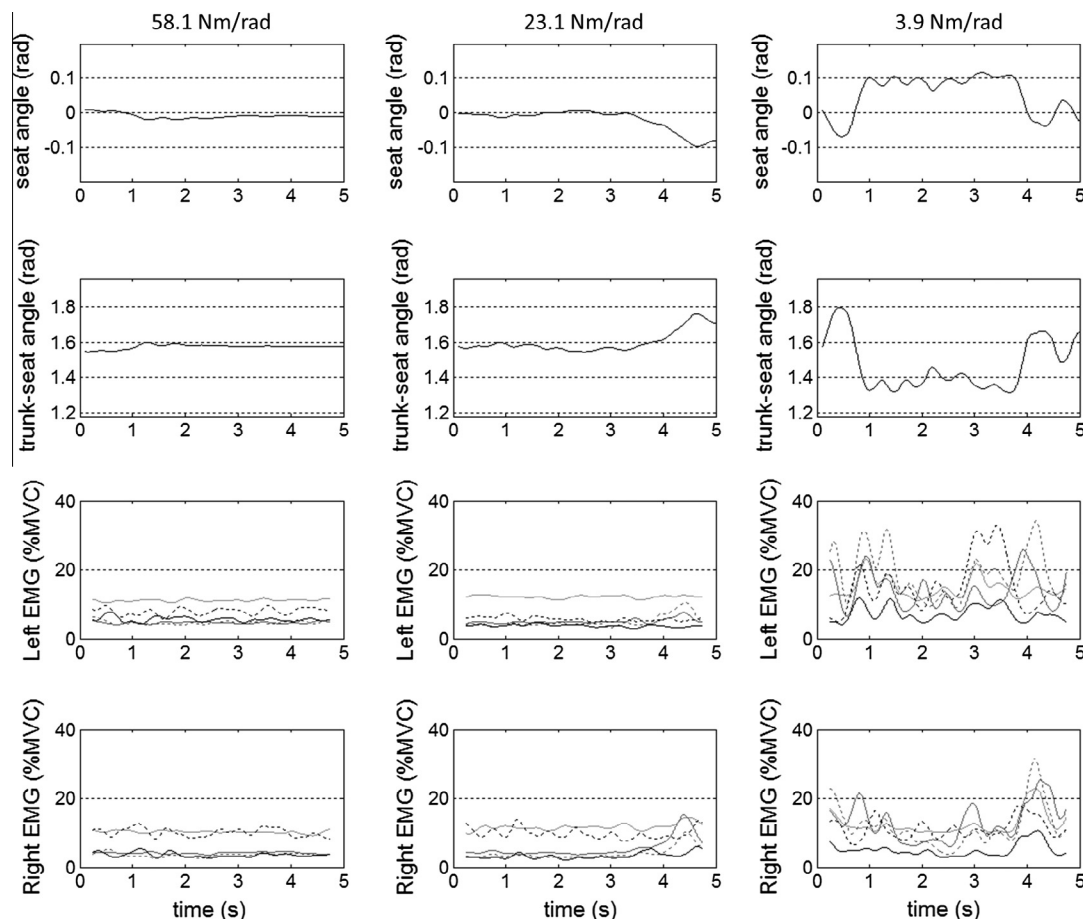 58.1 Nm/rad 23.1 Nm/rad 3.9 Nm/rad
seat angle (rad)
0.1
0
-0.1
0 1 2 3 4 5
seat angle (rad)
0.1
0
-0.1
0 1 2 3 4 5
seat angle (rad)
0.1
0
-0.1
0 1 2 3 4 5
trunk-seat angle (rad)
1.8
1.6
1.4
1.2
0 1 2 3 4 5
trunk-seat angle (rad)
1.8
1.6
1.4
1.2
0 1 2 3 4 5
trunk-seat angle (rad)
1.8
1.6
1.4
1.2
0 1 2 3 4 5
Left EMG (%MVC)
40
20
0
0 1 2 3 4 5
Left EMG (%MVC)
40
20
0
0 1 2 3 4 5
Left EMG (%MVC)
40
20
0
0 1 2 3 4 5
Right EMG (%MVC)
40
20
0
0 1 2 3 4 5
time (s)
Right EMG (%MVC)
40
20
0
0 1 2 3 4 5
time (s)
Right EMG (%MVC)
40
20
0
0 1 2 3 4 5
time (s)